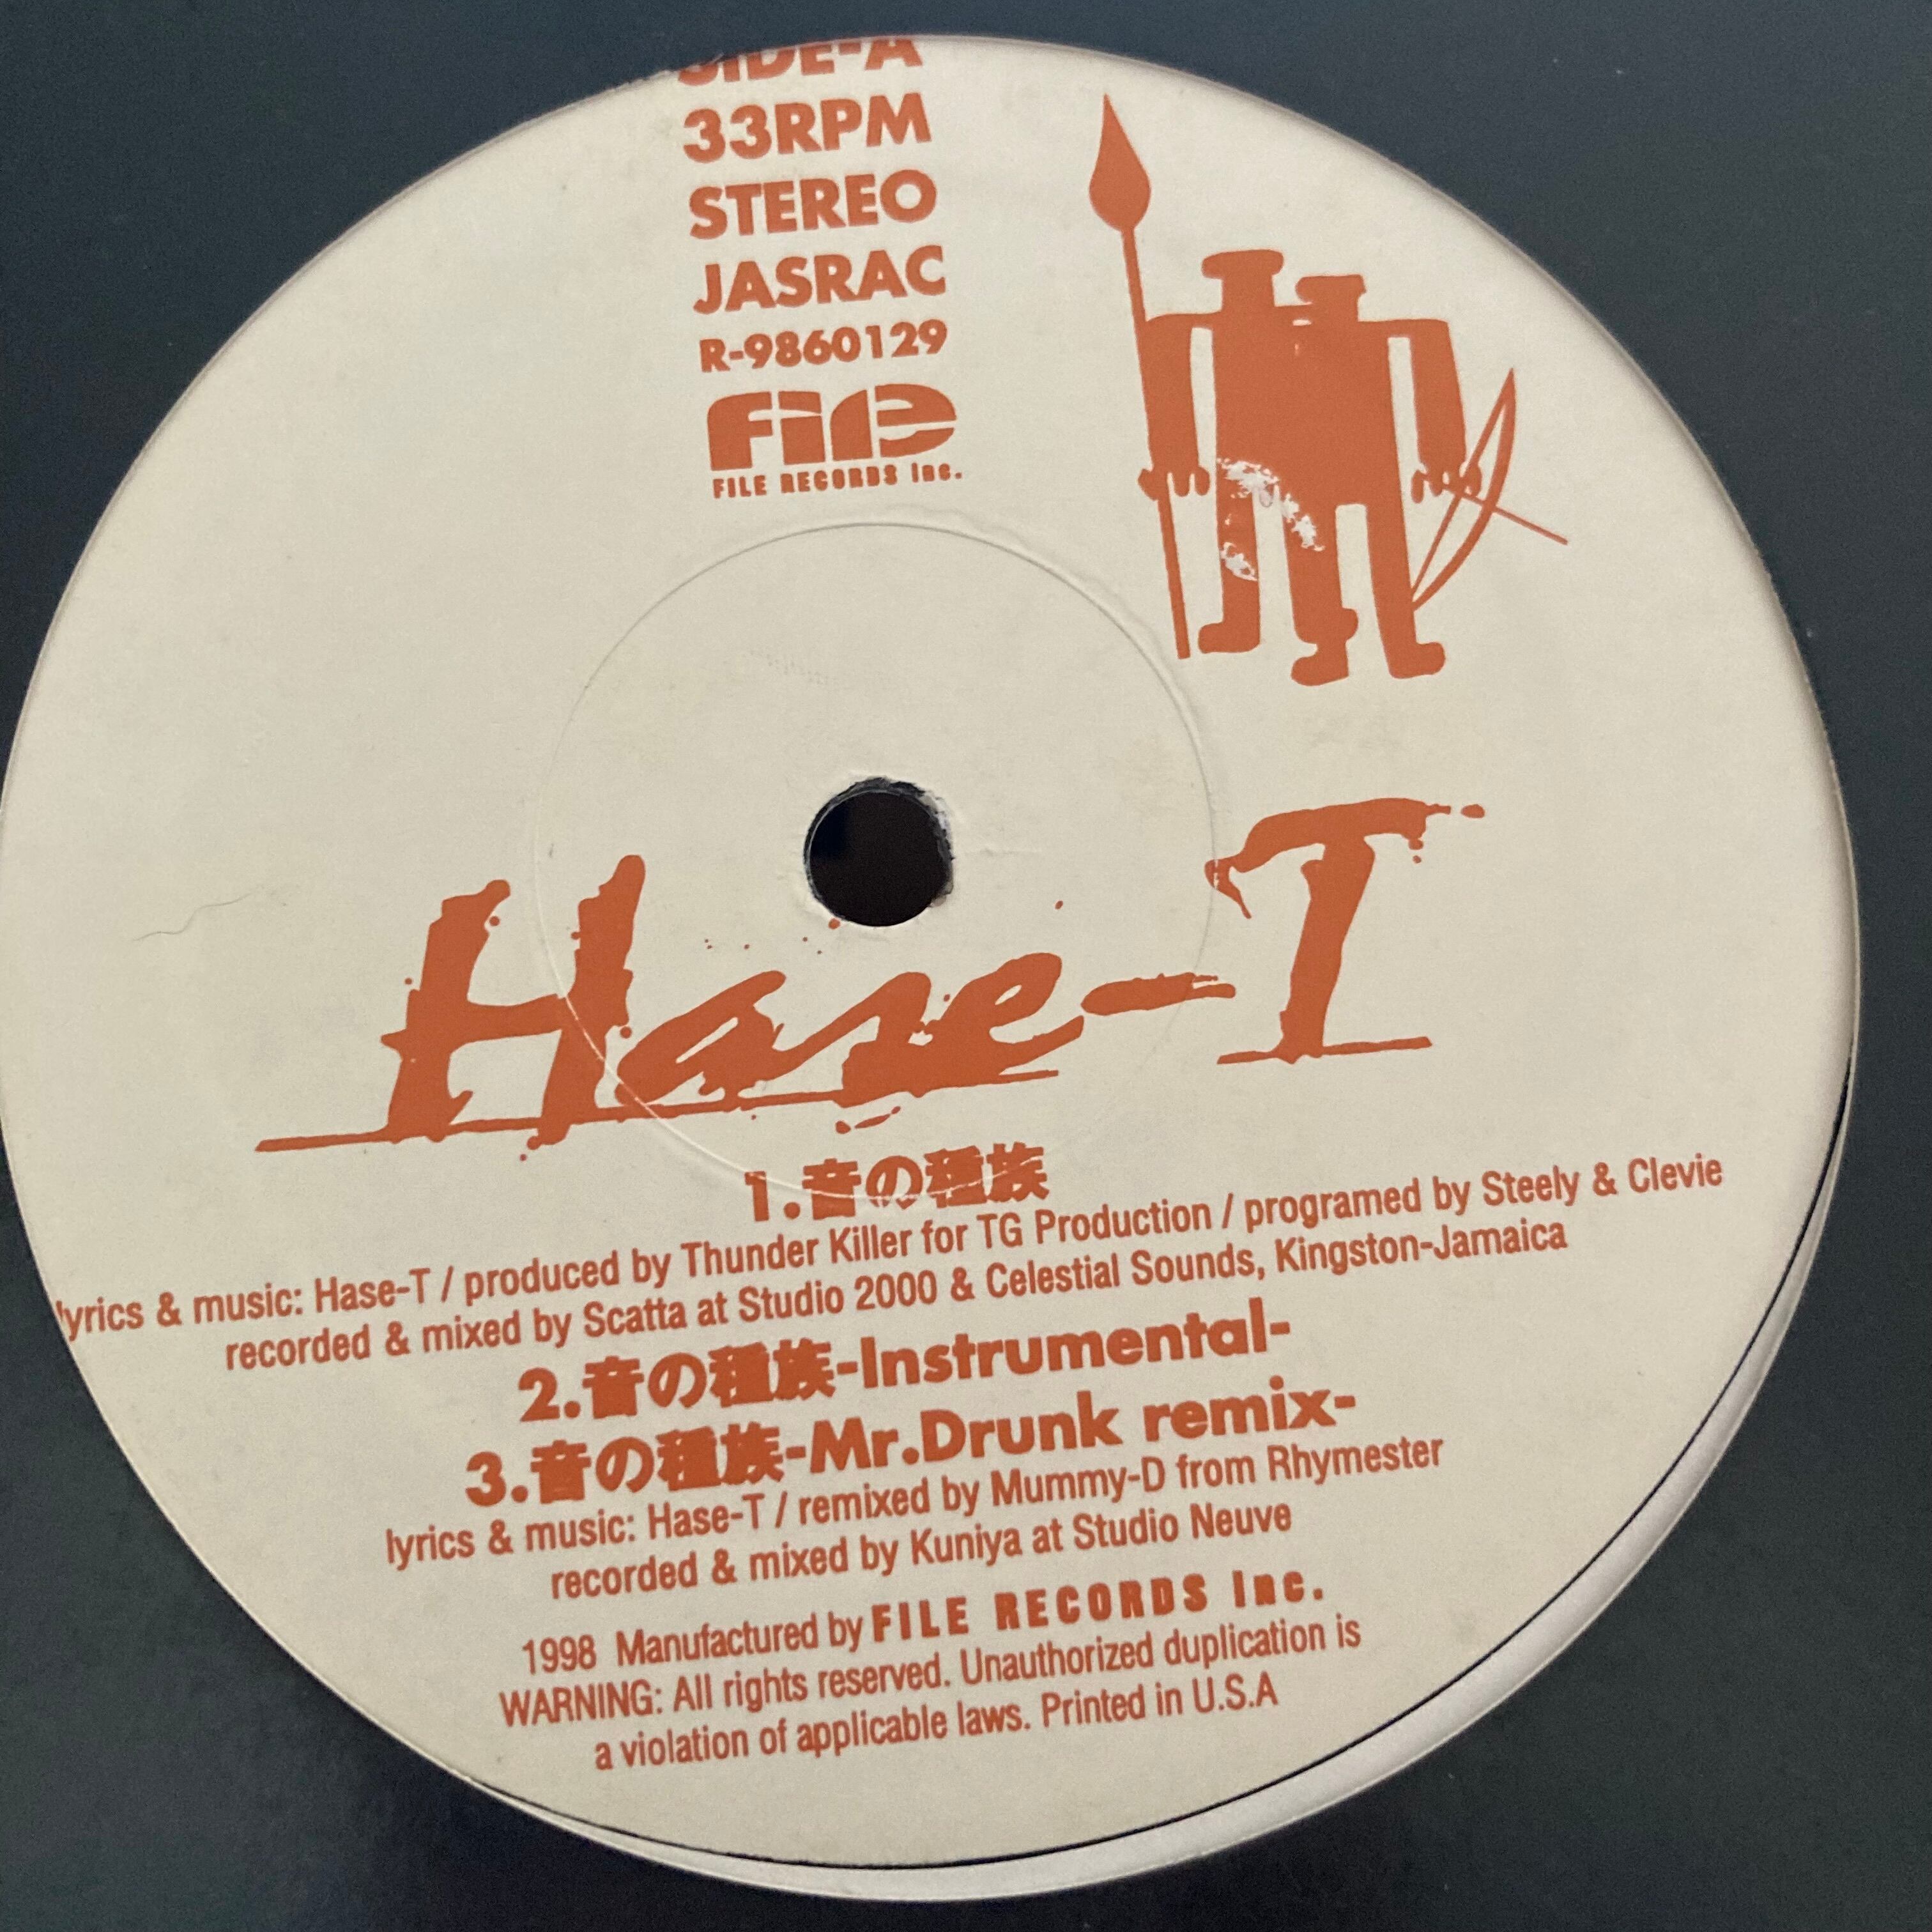 SIDE-A
33RPM
STEREO
JASRAC
R-9860129
File
FILE RECORDS Inc.
Hase-T
1.音の種族
lyrics & music: Hase-T / produced by Thunder Killer for TG Production / programed by Steely & Clevie
recorded & mixed by Scatta at Studio 2000 & Celestial Sounds, Kingston-Jamaica
2.音の種族-Instrumental-
3.音の種族-Mr.Drunk remix-
lyrics & music: Hase-T / remixed by Mummy-D from Rhymester
recorded & mixed by Kuniya at Studio Neuve
1998 Manufactured by FILE RECORDS Inc.
WARNING: All rights reserved. Unauthorized duplication is
a violation of applicable laws. Printed in U.S.A